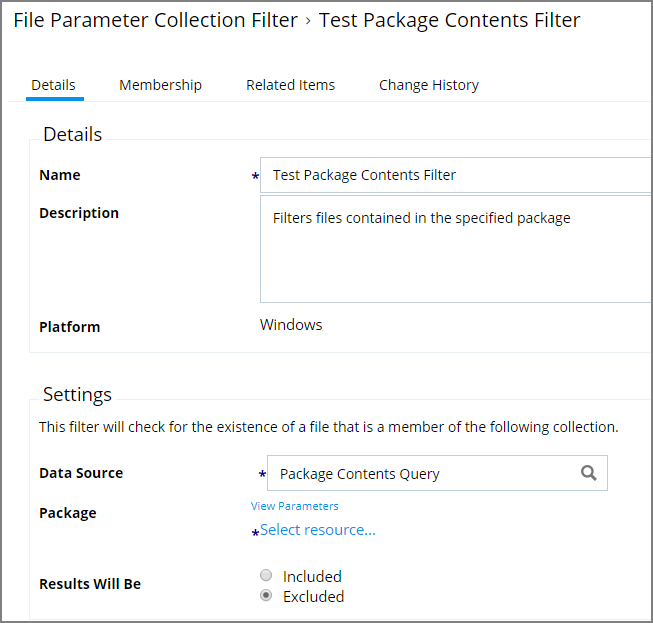 File Parameter Collection Filter › Test Package Contents Filter
Details Membership Related Items Change History
Details
Name * Test Package Contents Filter
Description Filters files contained in the specified package
Platform Windows
Settings
This filter will check for the existence of a file that is a member of the following collection.
Data Source * Package Contents Query
View Parameters
Package
*Select resource...
Included
Results Will Be
Excluded